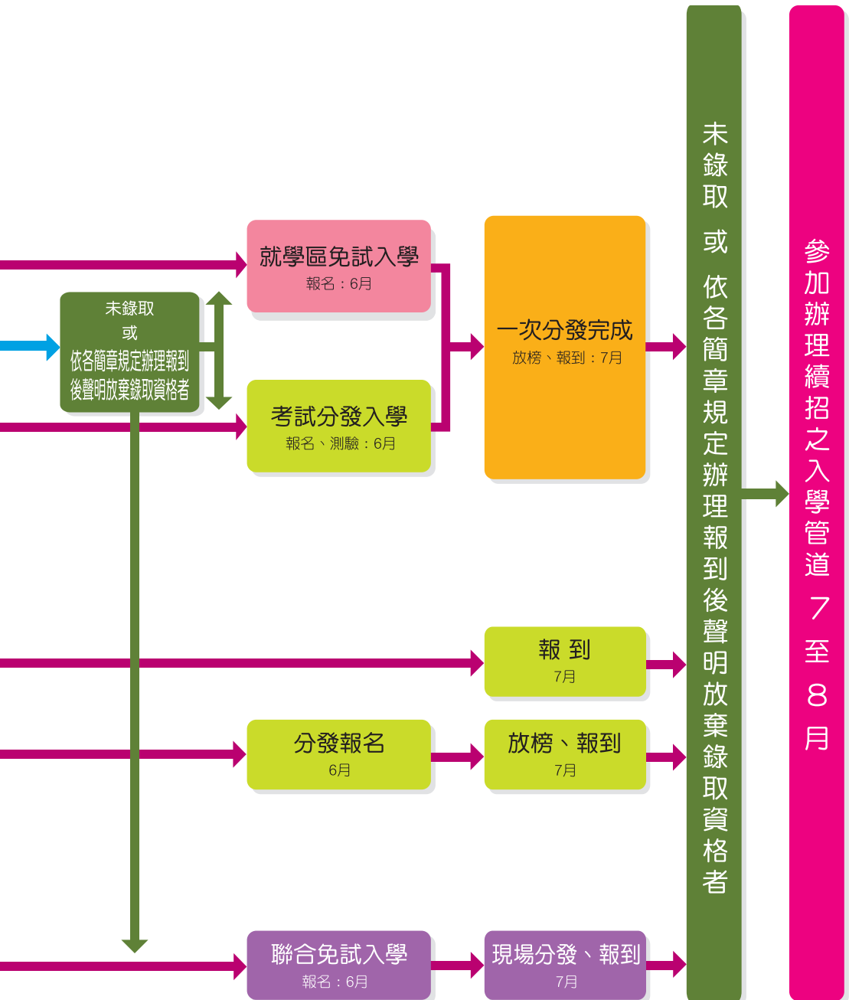 就學區免試入學
報名：6月
未錄取
或
依各簡章規定辦理報到
後聲明放棄錄取資格者
考試分發入學
報名、測驗：6月
一次分發完成
放榜、報到：7月
報 到
7月
分發報名
6月
放榜、報到
7月
聯合免試入學
報名：6月
現場分發、報到
7月
未錄取 或 依各簡章規定辦理報到後聲明放棄錄取資格者
參加辦理續招之入學管道 7 至 8 月